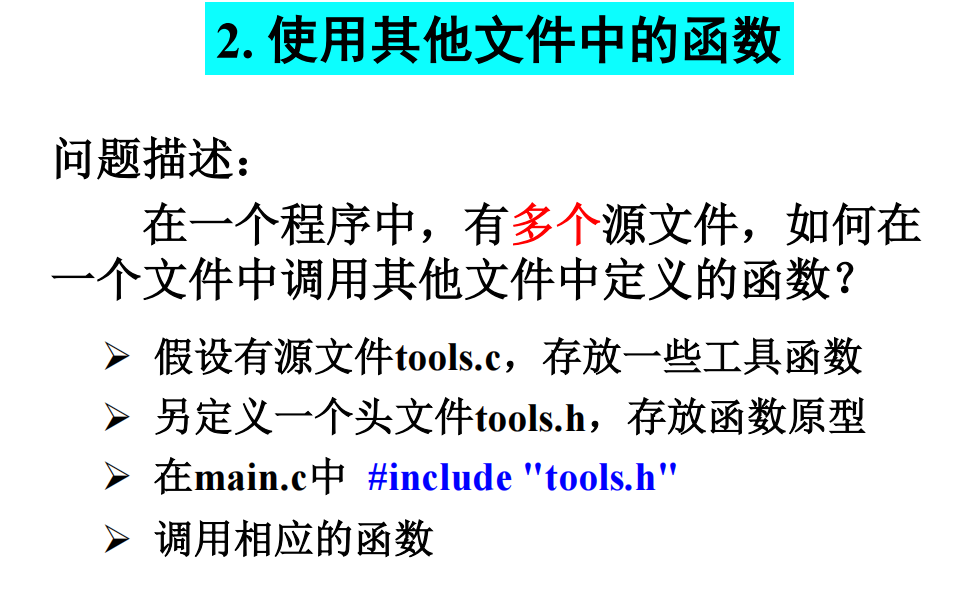 2. 使用其他文件中的函数
问题描述：
在一个程序中，有多个源文件，如何在
一个文件中调用其他文件中定义的函数？
➢ 假设有源文件tools.c，存放一些工具函数
➢ 另定义一个头文件tools.h，存放函数原型
➢ 在main.c中 #include "tools.h"
➢ 调用相应的函数